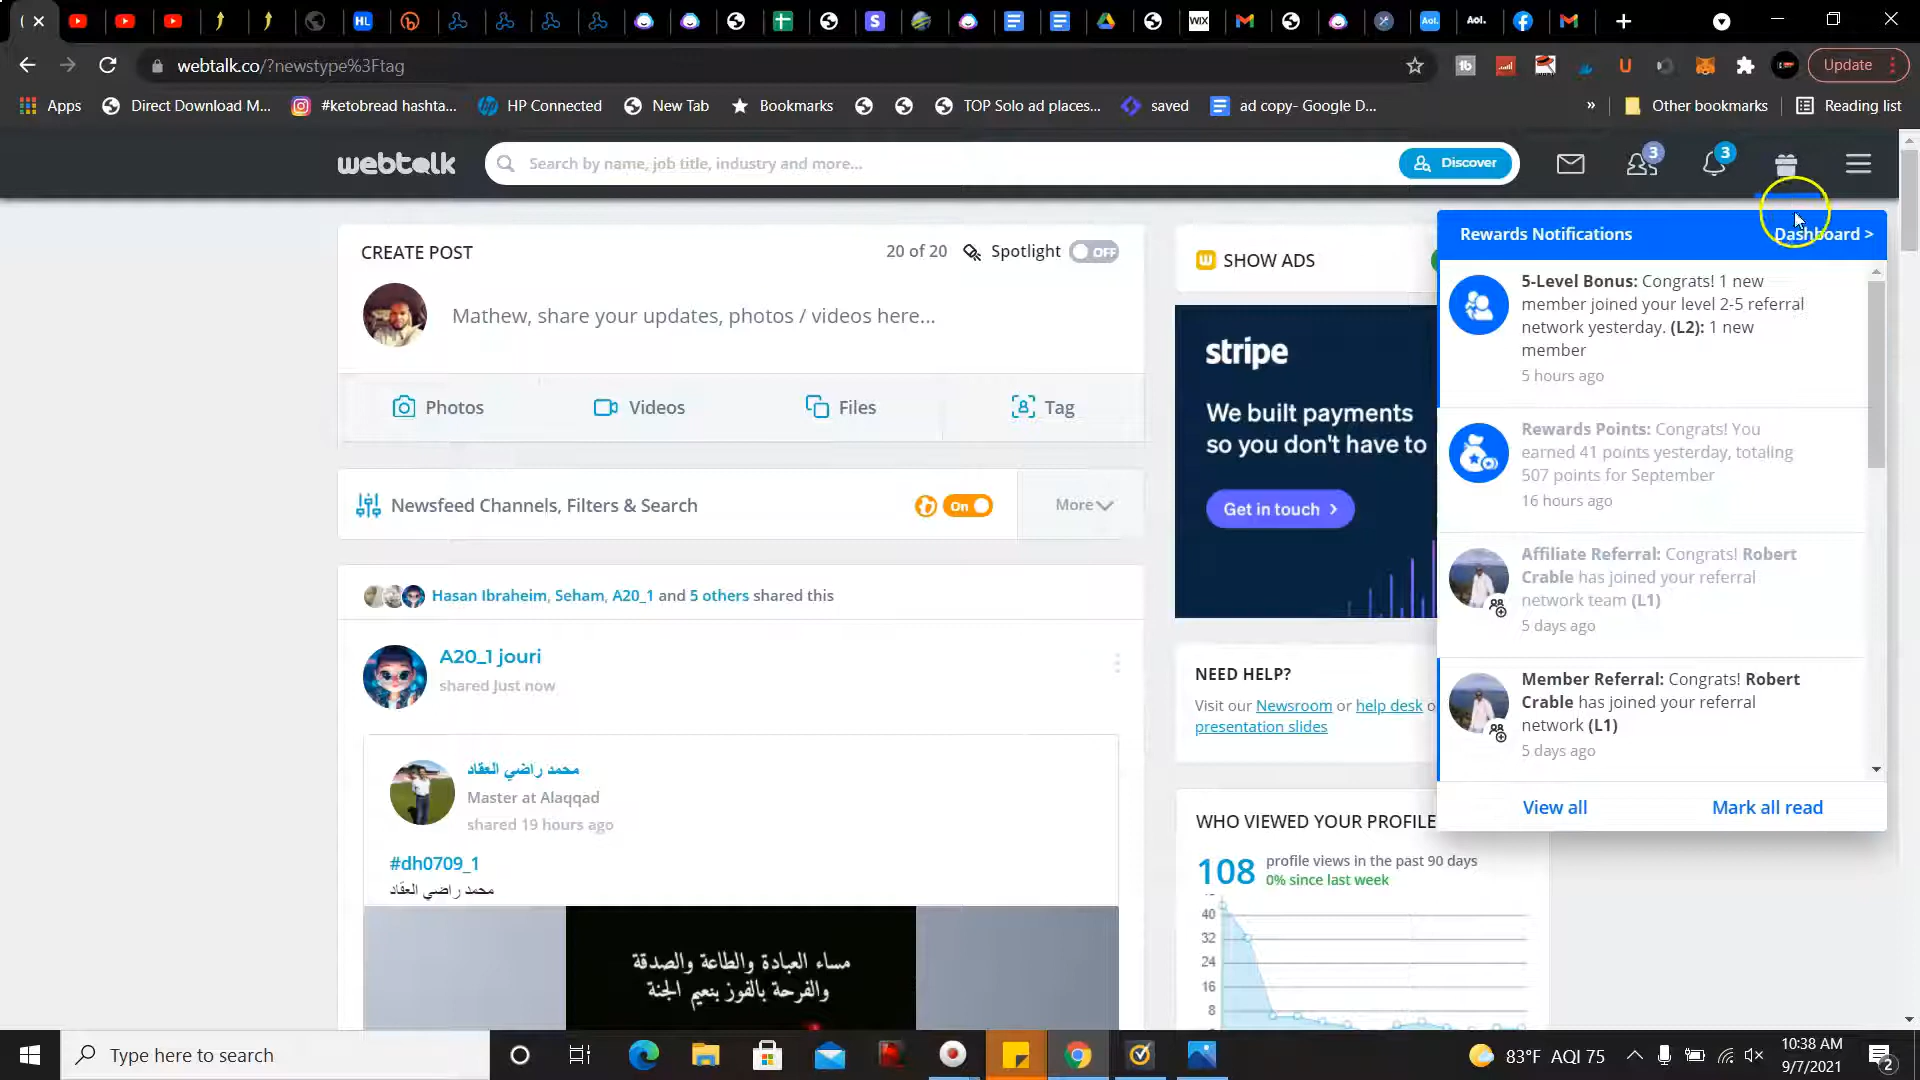 webtalk.co/?newstype%3Ftag
Update
Apps
Direct Download M...
#ketobread hashta...
HP Connected
New Tab
Bookmarks
TOP Solo ad places...
saved
ad copy- Google D...
»
Other bookmarks
Reading list
webtalk
Search by name, job title, industry and more...
Discover
3
3
CREATE POST
20 of 20
Spotlight
OFF
Mathew, share your updates, photos / videos here...
Photos
Videos
Files
Tag
Newsfeed Channels, Filters & Search
On
More
Hasan Ibraheim, Seham, A20_1 and 5 others shared this
A20_1 jouri
shared Just now
محمد راضي العقاد
Master at Alaqqad
shared 19 hours ago
#dh0709_1
محمد راضي العقاد
مساء العبادة والطاعة والصدقة
والفرحة بالفوز بنعيم الجنة
SHOW ADS
stripe
We built payments
so you don't have to
Get in touch
NEED HELP?
Visit our Newsroom or help desk o
presentation slides
WHO VIEWED YOUR PROFILE
108
profile views in the past 90 days
0% since last week
40
32
24
16
8
Rewards Notifications
Dashboard >
5-Level Bonus: Congrats! 1 new
member joined your level 2-5 referral
network yesterday. (L2): 1 new
member
5 hours ago
Rewards Points: Congrats! You
earned 41 points yesterday, totaling
507 points for September
16 hours ago
Affiliate Referral: Congrats! Robert
Crable has joined your referral
network team (L1)
5 days ago
Member Referral: Congrats! Robert
Crable has joined your referral
network (L1)
5 days ago
View all
Mark all read
Type here to search
83°F AQI 75
10:38 AM
9/7/2021
2